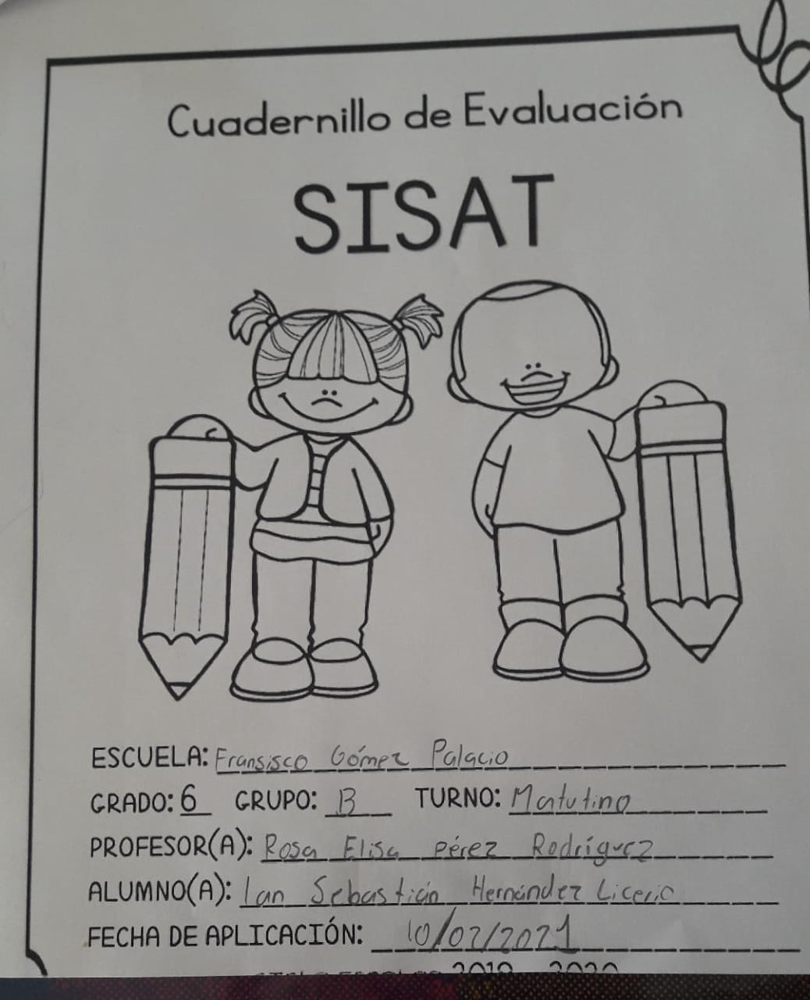 Cuadernillo de Evaluación
SISAT
ESCUELA: Fransisco Gómez Palacio
GRADO: 6 GRUPO: B TURNO: Matutino
PROFESOR(A): Rosa Elisa pérez Rodríguez
ALUMNO(A): Ian Sebastián Hernández Licerio
FECHA DE APLICACIÓN: 10/02/2021
2019 2020